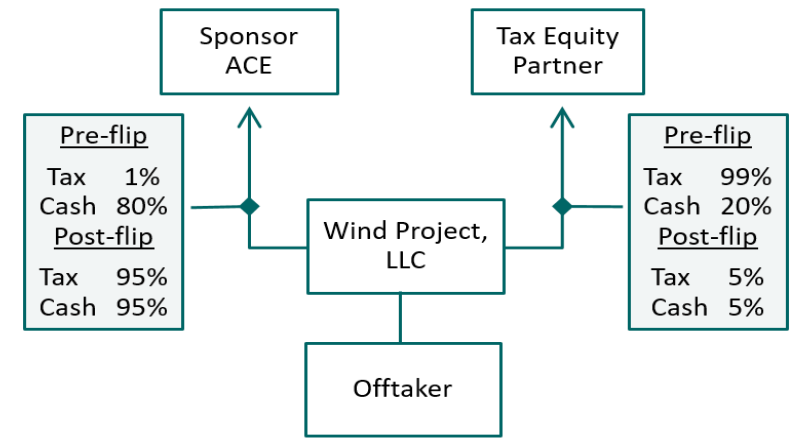 Sponsor
ACE
Tax Equity
Partner
Pre-flip
Tax 1%
Cash 80%
Post-flip
Tax 95%
Cash 95%
Pre-flip
Tax 99%
Cash 20%
Post-flip
Tax 5%
Cash 5%
Wind Project,
LLC
Offtaker